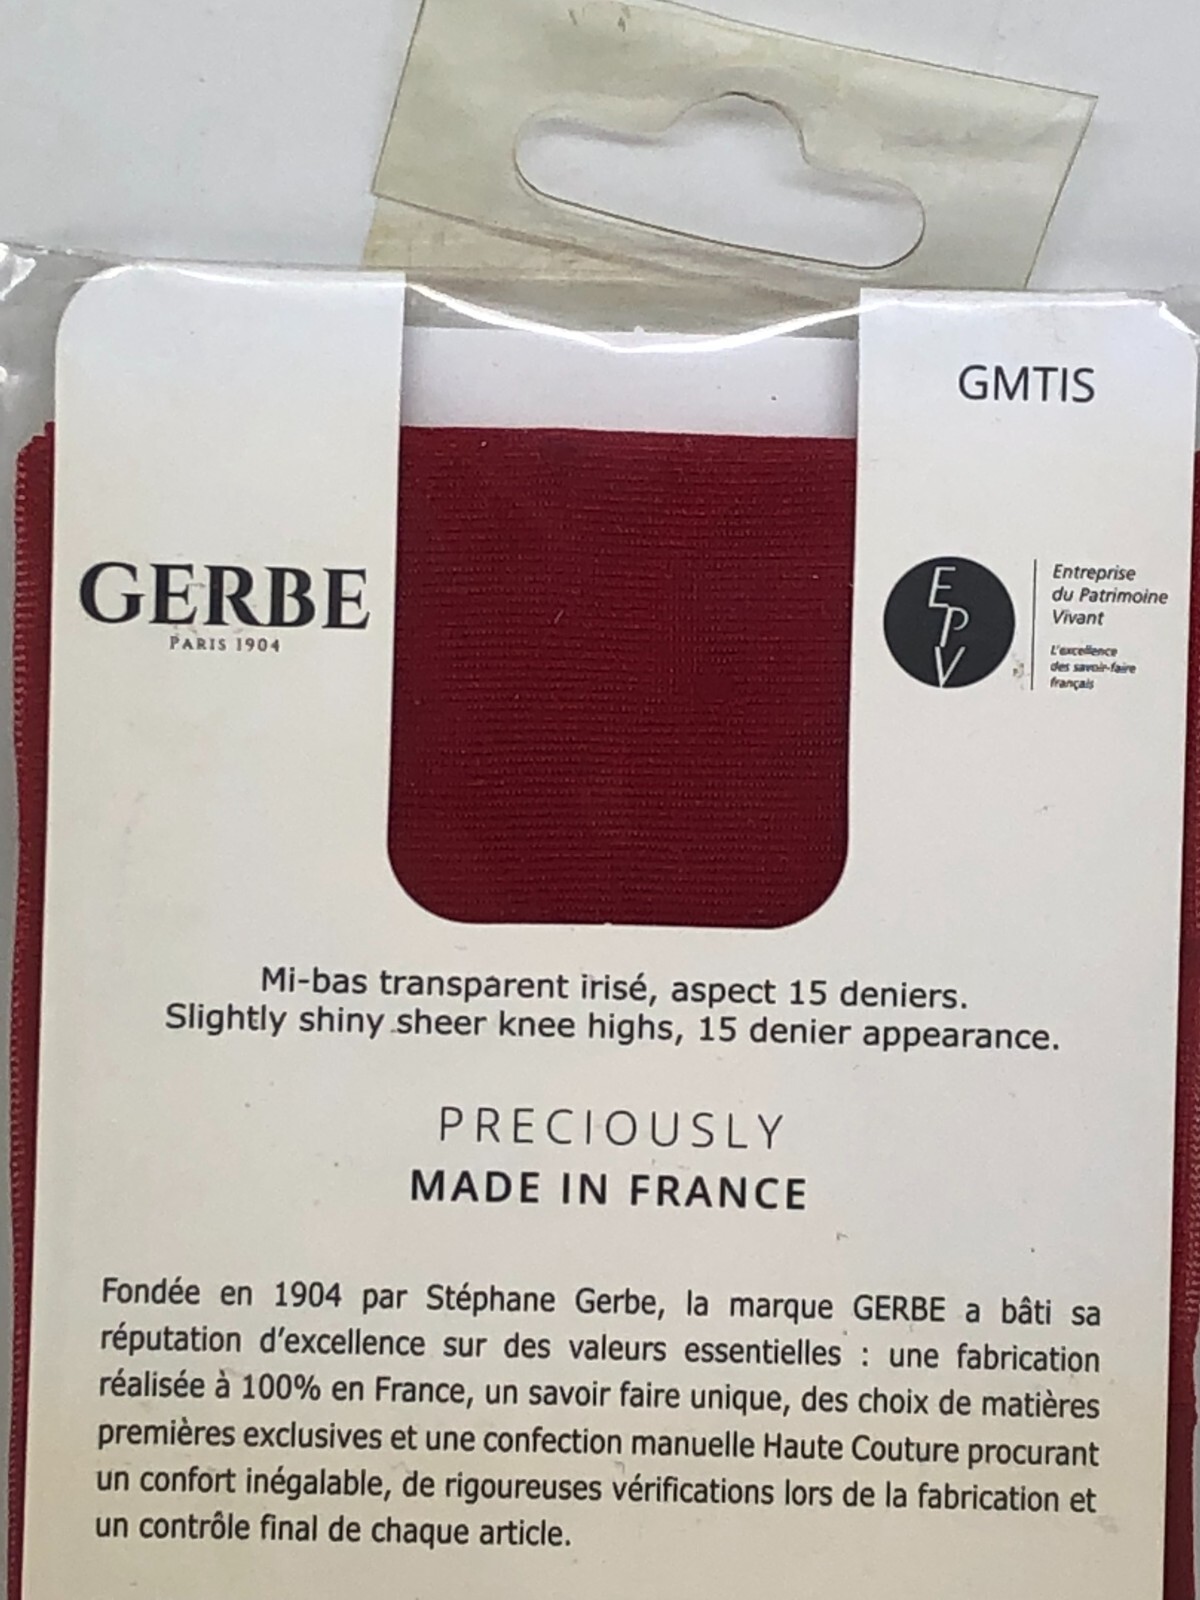 GMTIS
GERBE
PARIS 1904
E
P
V
Entreprise
du Patrimoine
Vivant
L'excellence
des savoir-faire
français
Mi-bas transparent irisé, aspect 15 deniers.
Slightly shiny sheer knee highs, 15 denier appearance.
PRECIOUSLY
MADE IN FRANCE
Fondée en 1904 par Stéphane Gerbe, la marque GERBE a bâti sa
réputation d'excellence sur des valeurs essentielles : une fabrication
réalisée à 100% en France, un savoir faire unique, des choix de matières
premières exclusives et une confection manuelle Haute Couture procurant
un confort inégalable, de rigoureuses vérifications lors de la fabrication et
un contrôle final de chaque article.